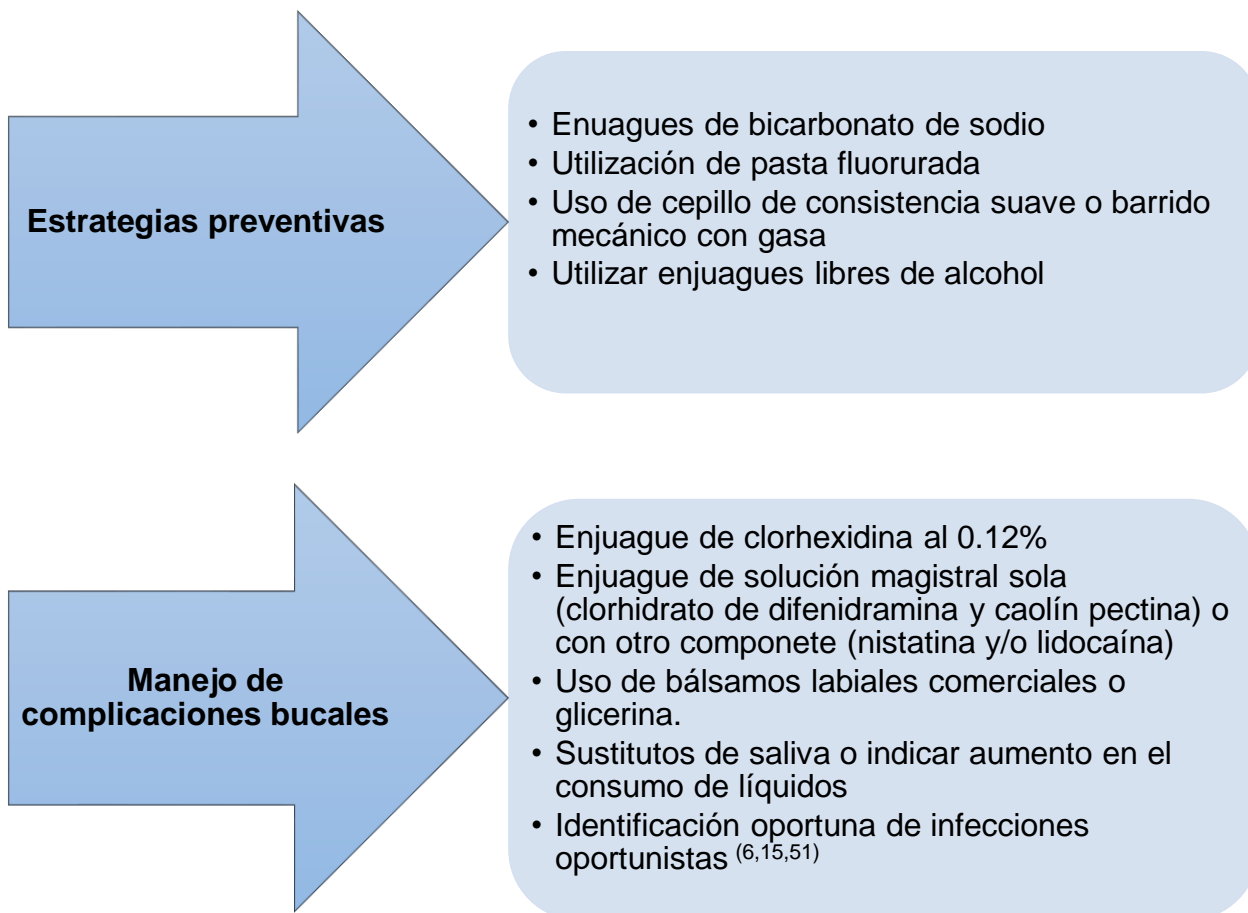 Estrategias preventivas
• Enuagues de bicarbonato de sodio
• Utilización de pasta fluorurada
• Uso de cepillo de consistencia suave o barrido
mecánico con gasa
• Utilizar enjuagues libres de alcohol
Manejo de
complicaciones bucales
• Enjuague de clorhexidina al 0.12%
• Enjuague de solución magistral sola
(clorhidrato de difenidramina y caolín pectina) o
con otro componete (nistatina y/o lidocaína)
• Uso de bálsamos labiales comerciales o
glicerina.
• Sustitutos de saliva o indicar aumento en el
consumo de líquidos
• Identificación oportuna de infecciones
oportunistas (6,15,51)